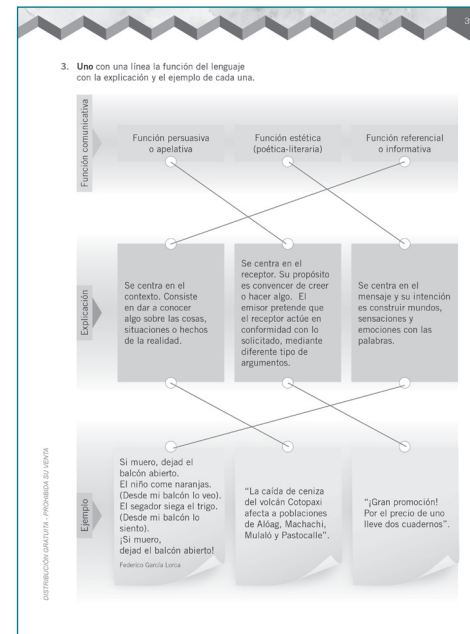 3
3. Uno con una línea la función del lenguaje
con la explicación y el ejemplo de cada una.
Función comunicativa
Función persuasiva
o apelativa
Función estética
(poética-literaria)
Función referencial
o informativa
Explicación
Se centra en el
contexto. Consiste
en dar a conocer
algo sobre las cosas,
situaciones o hechos
de la realidad.
Se centra en el
receptor. Su propósito
es convencer de creer
o hacer algo. El
emisor pretende que
el receptor actúe en
conformidad con lo
solicitado, mediante
diferente tipo de
argumentos.
Se centra en el
mensaje y su intención
es construir mundos,
sensaciones y
emociones con las
palabras.
Ejemplo
Si muero, dejad el
balcón abierto.
El niño come naranjas.
(Desde mi balcón lo veo).
El segador siega el trigo.
(Desde mi balcón lo
siento).
¡Si muero,
dejad el balcón abierto!
Federico García Lorca
“La caída de ceniza
del volcán Cotopaxi
afecta a poblaciones
de Alóag, Machachi,
Mulaló y Pastocalle”.
“¡Gran promoción!
Por el precio de uno
lleve dos cuadernos”.
DISTRIBUCIÓN GRATUITA - PROHIBIDA SU VENTA